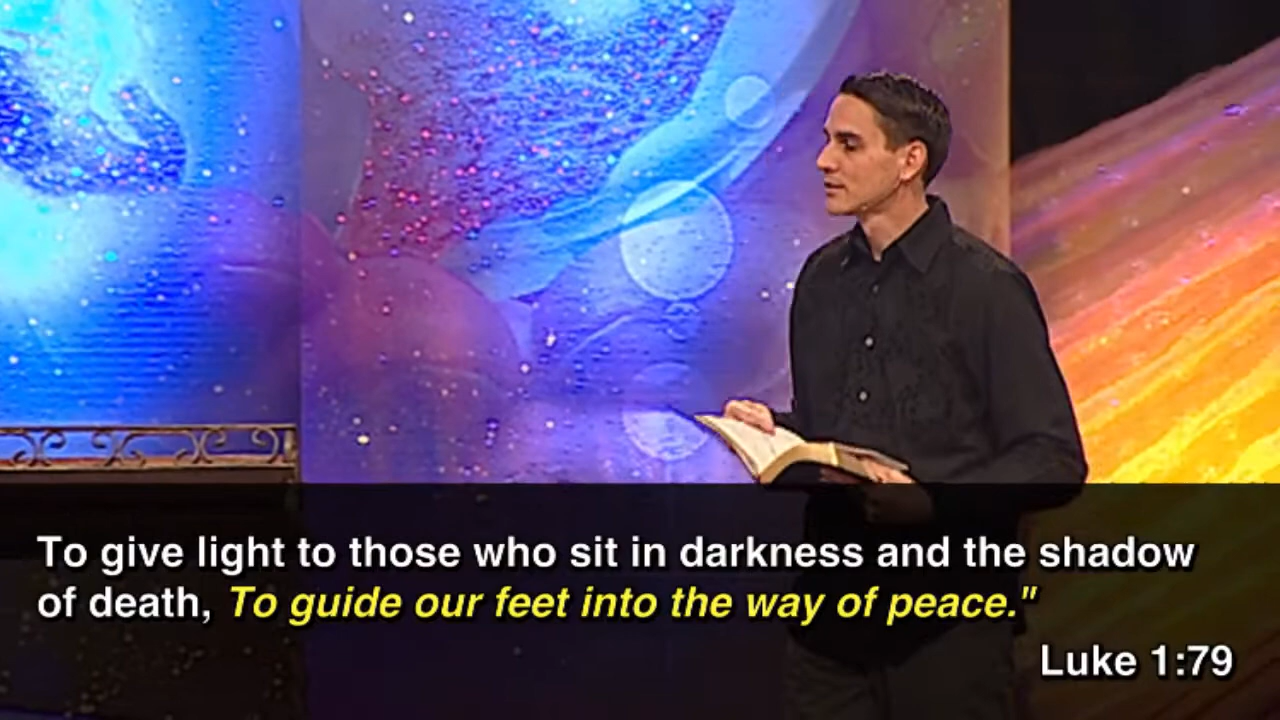 To give light to those who sit in darkness and the shadow
of death, To guide our feet into the way of peace."
Luke 1:79